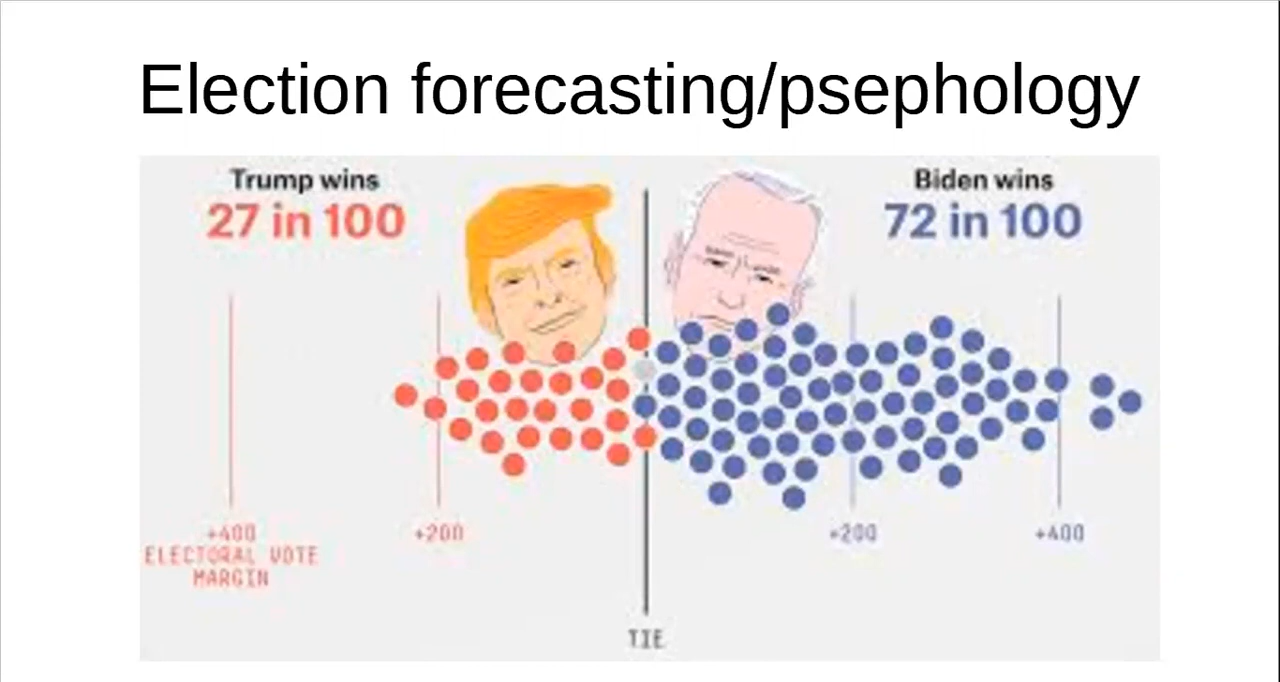 Election forecasting/psephology
Trump wins
27 in 100
Biden wins
72 in 100
+400
ELECTORAL VOTE
MARGIN
+200
+200
+400
TIE